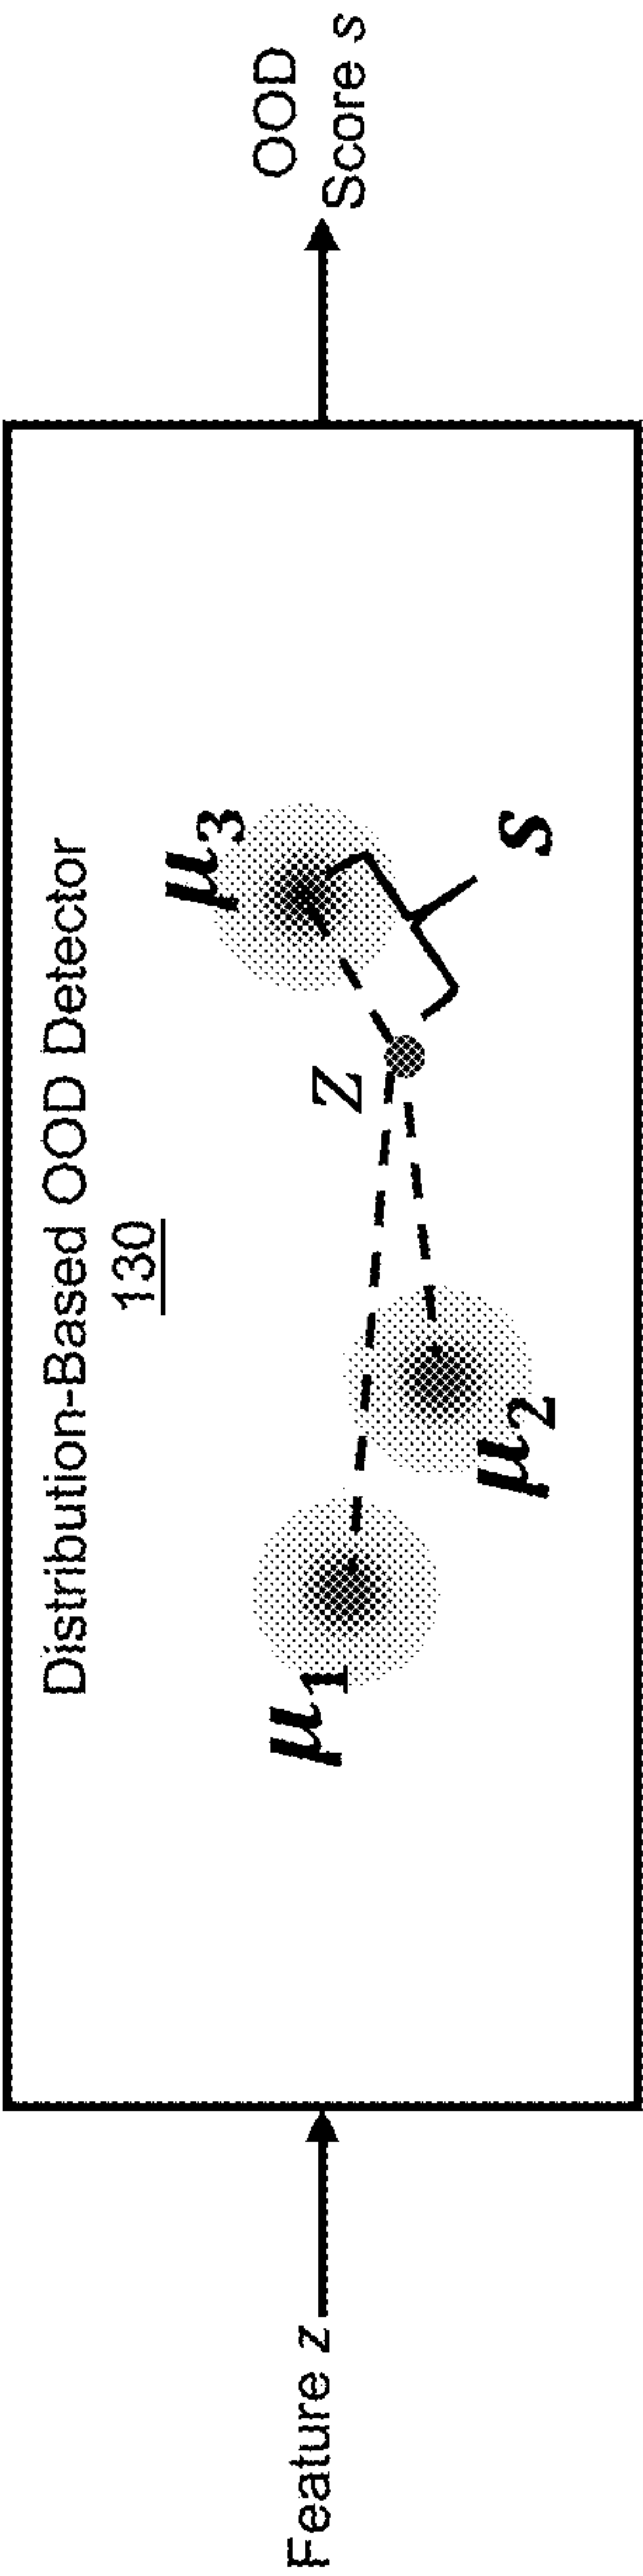 Distribution-Based OOD Detector
130
Feature z
μ1
μ2
z
μ3
s
OOD
Score s